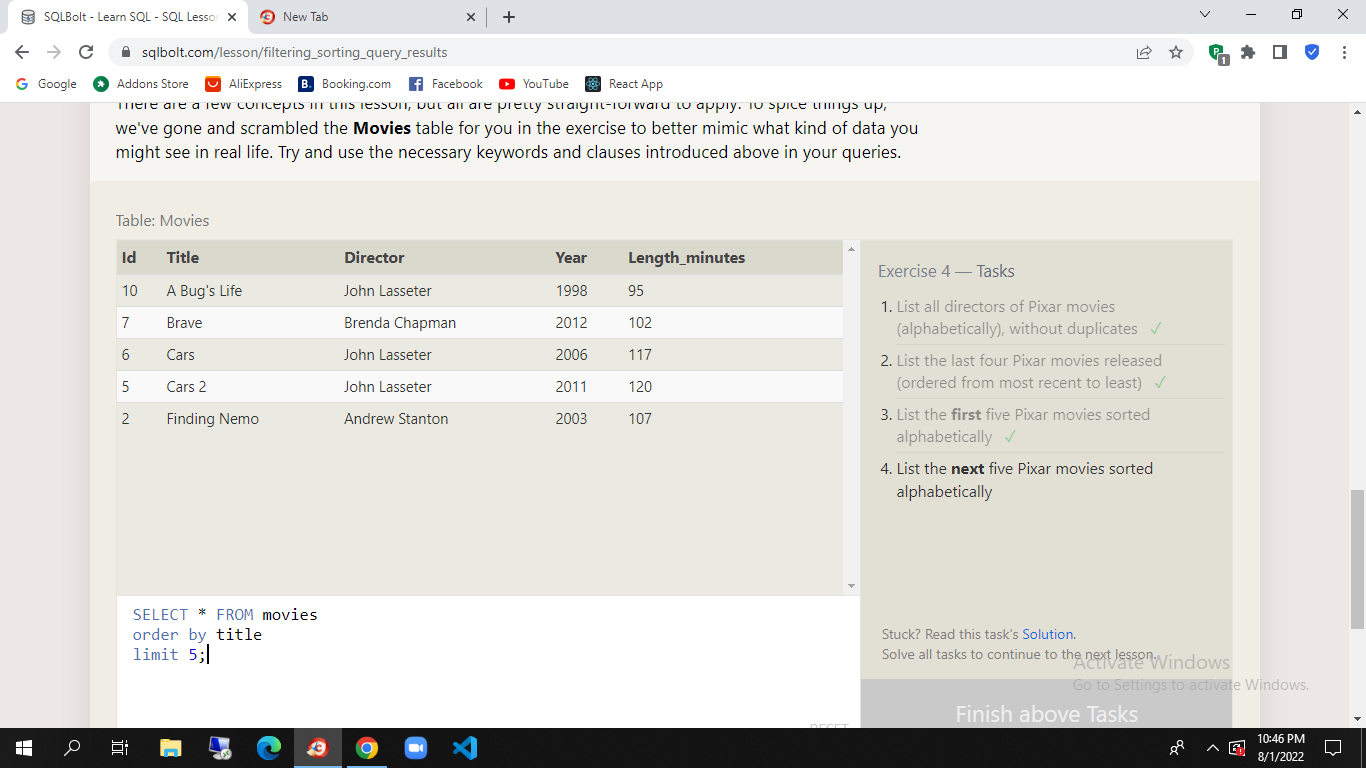 SQLBolt - Learn SQL - SQL Lesson
New Tab
sqlbolt.com/lesson/filtering_sorting_query_results
1
Google
Addons Store
AliExpress
B.
Booking.com
Facebook
YouTube
React App
There are a few concepts in this lesson, but all are pretty straight-forward to apply. To spice things up,
we've gone and scrambled the Movies table for you in the exercise to better mimic what kind of data you
might see in real life. Try and use the necessary keywords and clauses introduced above in your queries.
Table: Movies
Id Title Director Year Length_minutes
10 A Bug's Life John Lasseter 1998 95
7 Brave Brenda Chapman 2012 102
6 Cars John Lasseter 2006 117
5 Cars 2 John Lasseter 2011 120
2 Finding Nemo Andrew Stanton 2003 107
SELECT * FROM movies
order by title
limit 5;
RESET
Exercise 4 — Tasks
1. List all directors of Pixar movies
(alphabetically), without duplicates ✓
2. List the last four Pixar movies released
(ordered from most recent to least) ✓
3. List the first five Pixar movies sorted
alphabetically ✓
4. List the next five Pixar movies sorted
alphabetically
Stuck? Read this task's Solution.
Solve all tasks to continue to the next lesson.
Finish above Tasks
Activate Windows
Go to Settings to activate Windows.
10:46 PM
8/1/2022